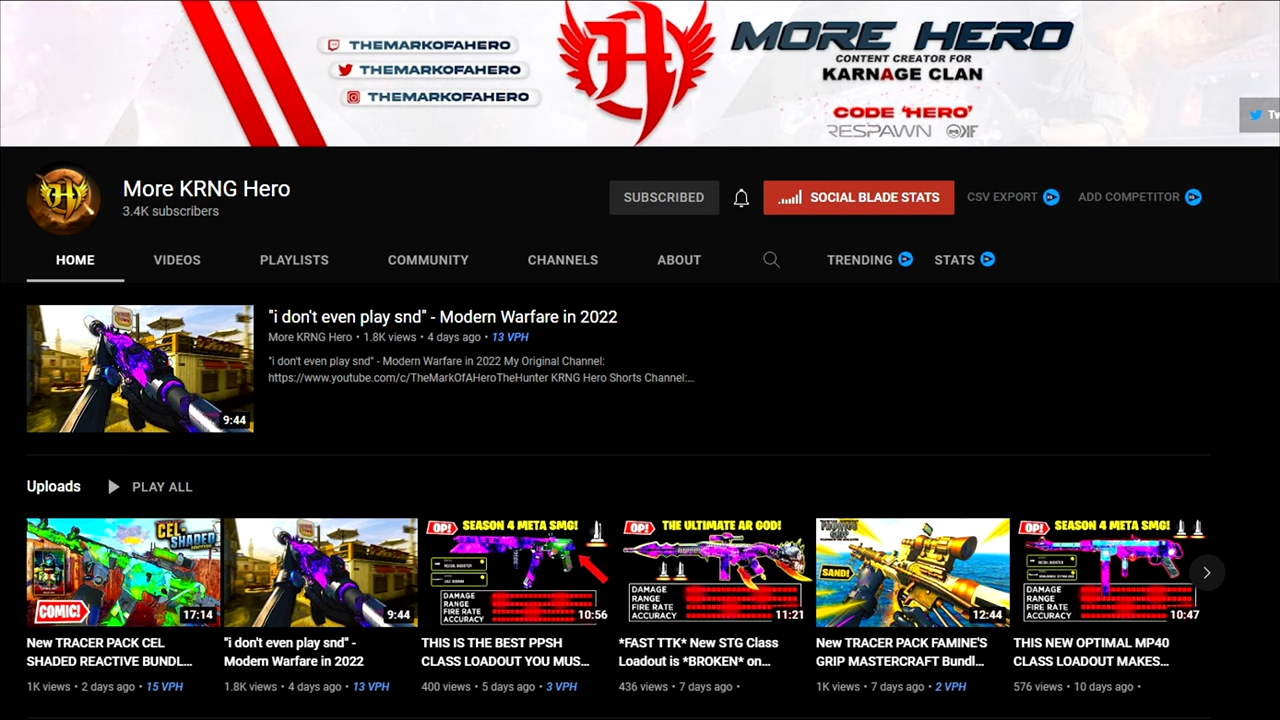 THEMARKOFAHERO
THEMARKOFAHERO
THEMARKOFAHERO
MORE HERO
CONTENT CREATOR FOR
KARNAGE CLAN
CODE 'HERO'
RESPAWN
Tw
More KRNG Hero
3.4K subscribers
SUBSCRIBED
SOCIAL BLADE STATS
CSV EXPORT
ADD COMPETITOR
HOME
VIDEOS
PLAYLISTS
COMMUNITY
CHANNELS
ABOUT
TRENDING
STATS
9:44
"i don't even play snd" - Modern Warfare in 2022
More KRNG Hero • 1.8K views • 4 days ago • 13 VPH
"i don't even play snd" - Modern Warfare in 2022 My Original Channel:
https://www.youtube.com/c/TheMarkOfAHeroTheHunter KRNG Hero Shorts Channel:...
Uploads
PLAY ALL
CEL-
SHADED
COMIC!
17:14
New TRACER PACK CEL
SHADED REACTIVE BUNDL...
1K views • 2 days ago • 15 VPH
9:44
"i don't even play snd" -
Modern Warfare in 2022
1.8K views • 4 days ago • 13 VPH
OP! SEASON 4 META SMG!
DAMAGE
RANGE
FIRE RATE
ACCURACY
10:56
THIS IS THE BEST PPSH
CLASS LOADOUT YOU MUS...
400 views • 5 days ago • 3 VPH
OP! THE ULTIMATE AR GOD!
DAMAGE
RANGE
FIRE RATE
ACCURACY
11:21
*FAST TTK* New STG Class
Loadout is *BROKEN* on...
436 views • 7 days ago •
SAND!
12:44
New TRACER PACK FAMINE'S
GRIP MASTERCRAFT Bundl...
1K views • 7 days ago • 2 VPH
OP! SEASON 4 META SMG!
DAMAGE
RANGE
FIRE RATE
ACCURACY
10:47
THIS NEW OPTIMAL MP40
CLASS LOADOUT MAKES...
576 views • 10 days ago •